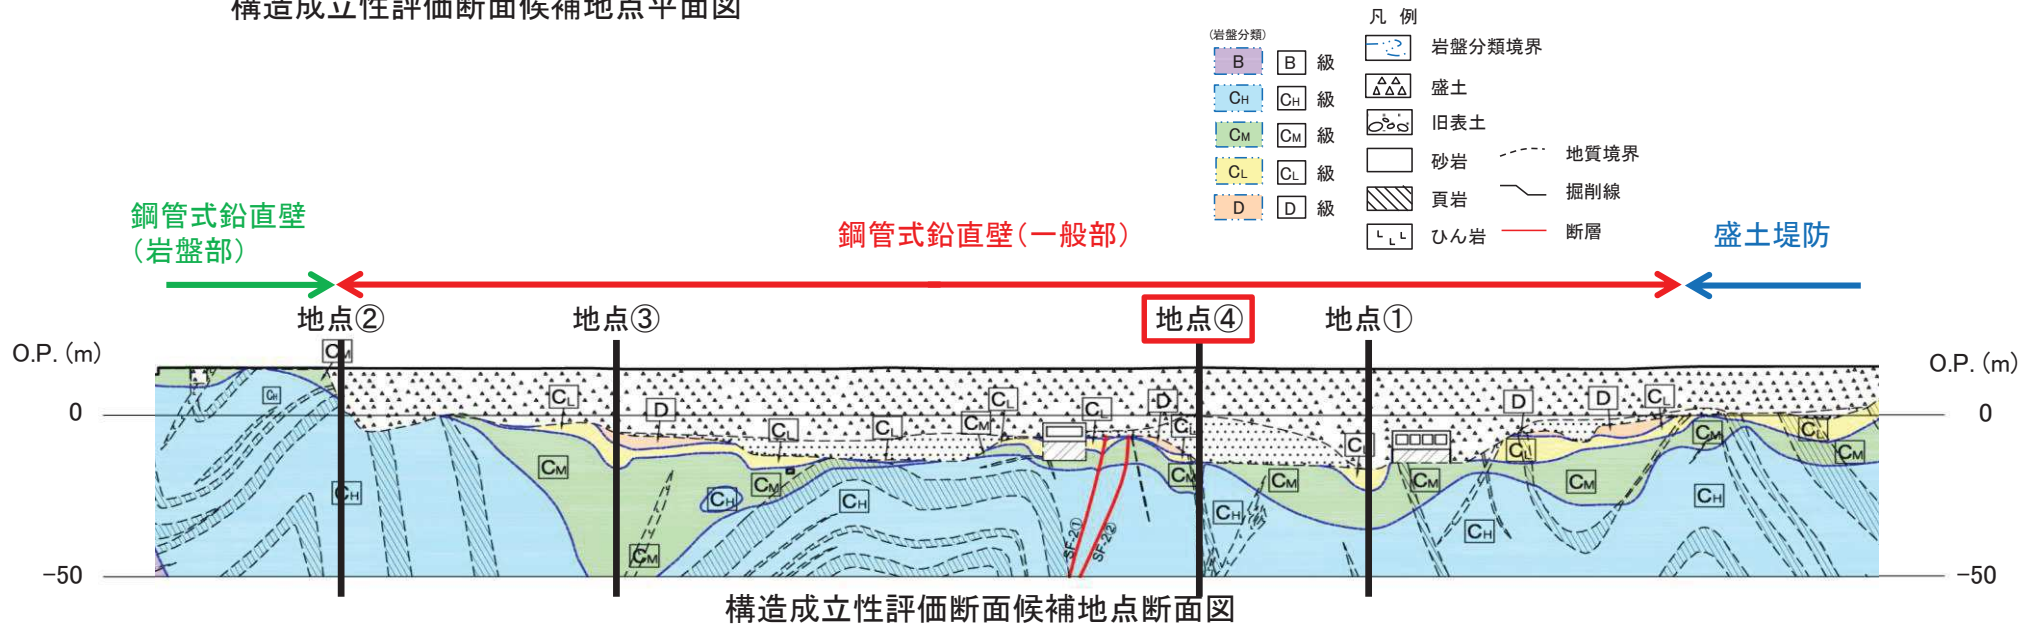 構造成立性評価断面候補地点平面図
凡 例
(岩盤分類)
B B 級
CH CH 級
CM CM 級
CL CL 級
D D 級
岩盤分類境界
盛土
旧表土
砂岩
頁岩
ひん岩
地質境界
掘削線
断層
鋼管式鉛直壁
(岩盤部)
鋼管式鉛直壁(一般部)
盛土堤防
地点②
地点③
地点④
地点①
O.P. (m)
O.P. (m)
CM
CH
CL
D
CL
CL
CM
CL
CL
D
CL
CL
D
D
CL
0
0
CM
CH
CM
CH
CM
CH
CM
SF-2①
SF-2②
CM
CH
CM
CM
CL
CH
CM
CM
CH
CL
CM
-50
-50
構造成立性評価断面候補地点断面図